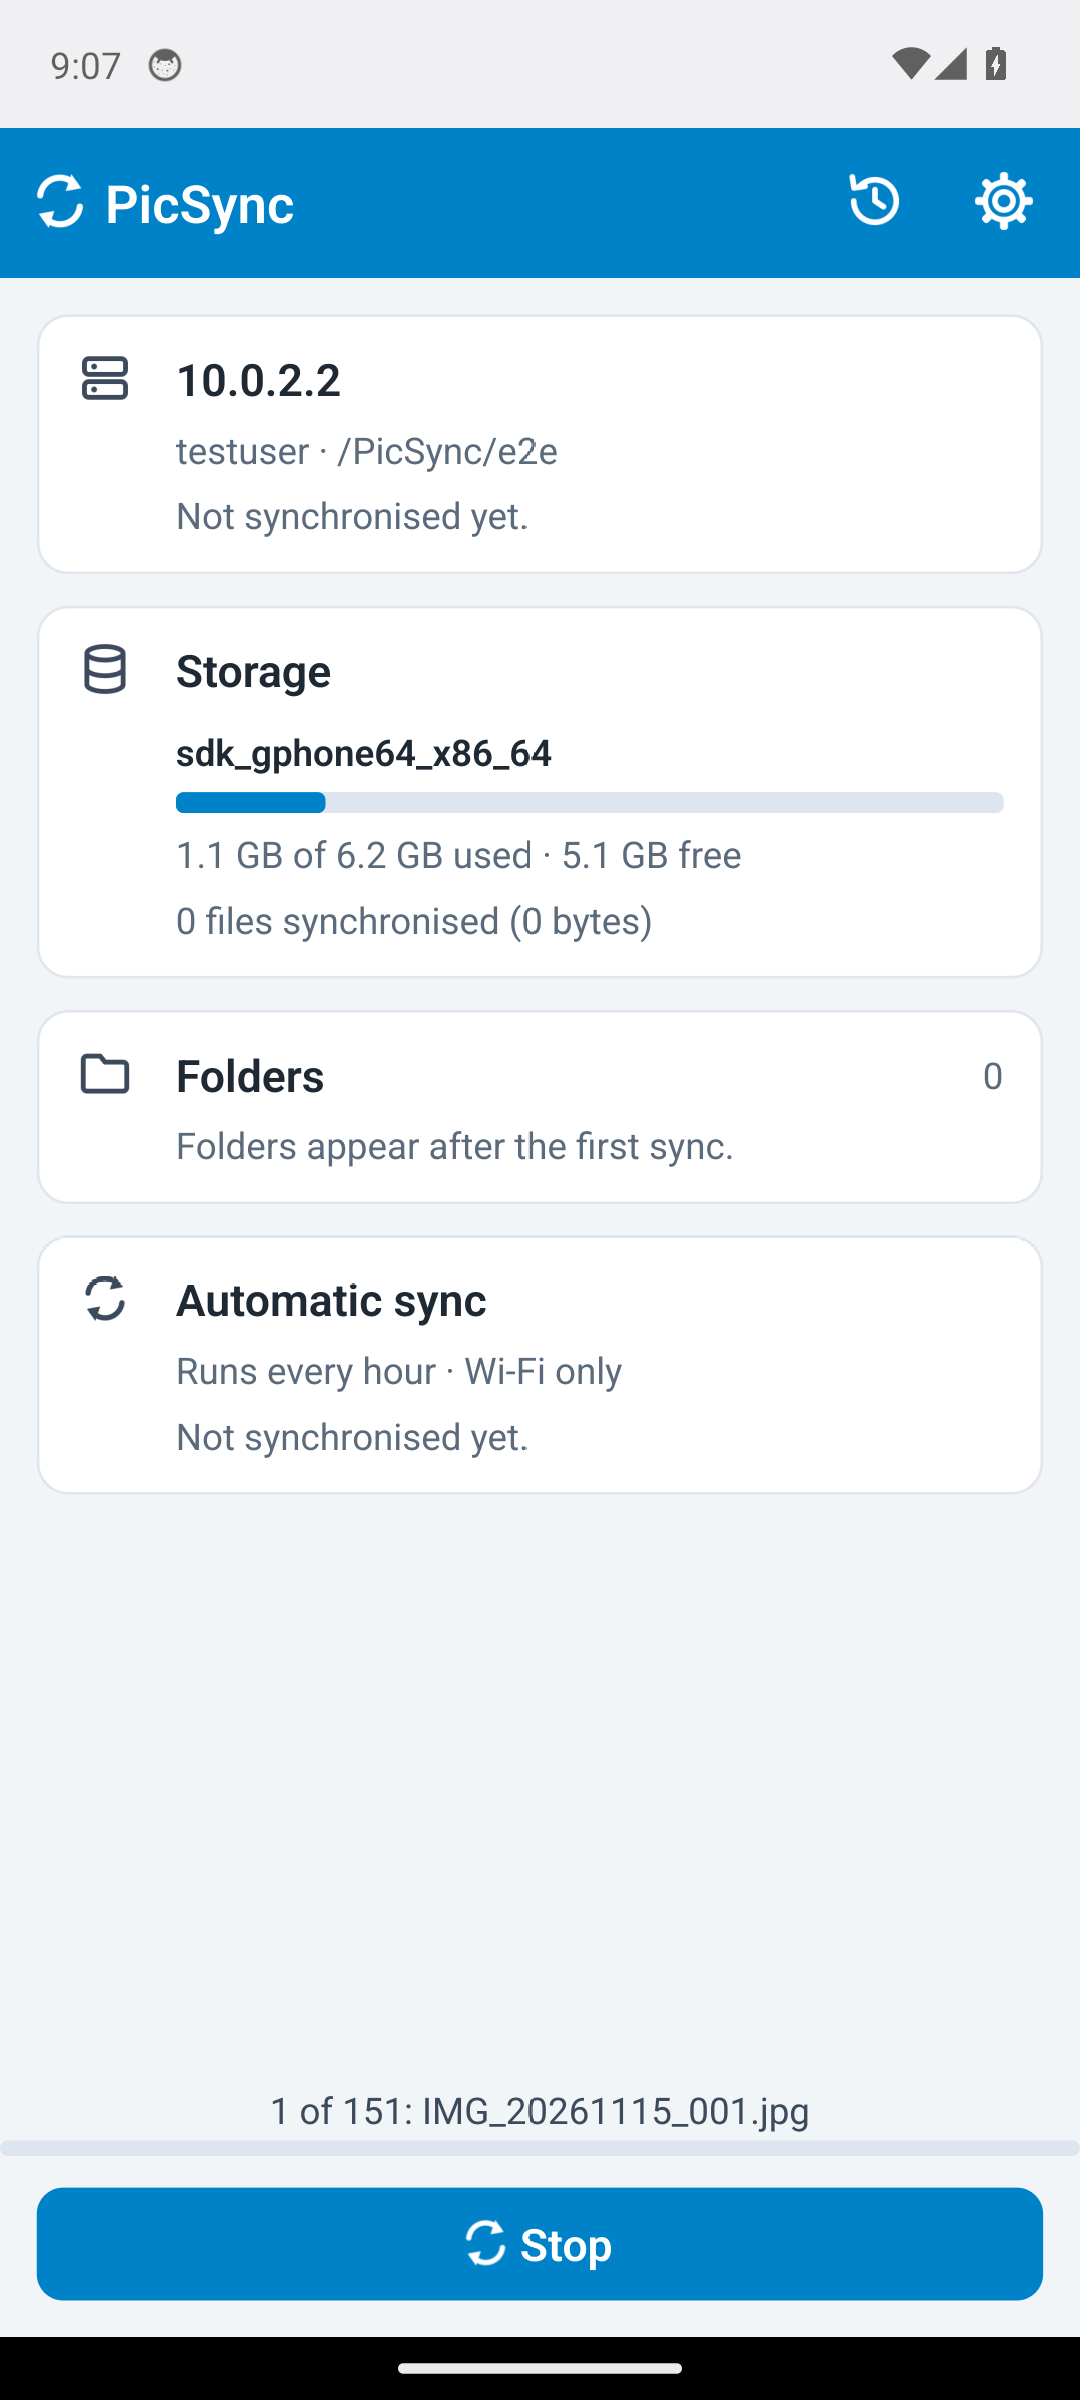 9:07
PicSync
10.0.2.2
testuser · /PicSync/e2e
Not synchronised yet.
Storage
sdk_gphone64_x86_64
1.1 GB of 6.2 GB used · 5.1 GB free
0 files synchronised (0 bytes)
Folders 0
Folders appear after the first sync.
Automatic sync
Runs every hour · Wi-Fi only
Not synchronised yet.
1 of 151: IMG_20261115_001.jpg
Stop